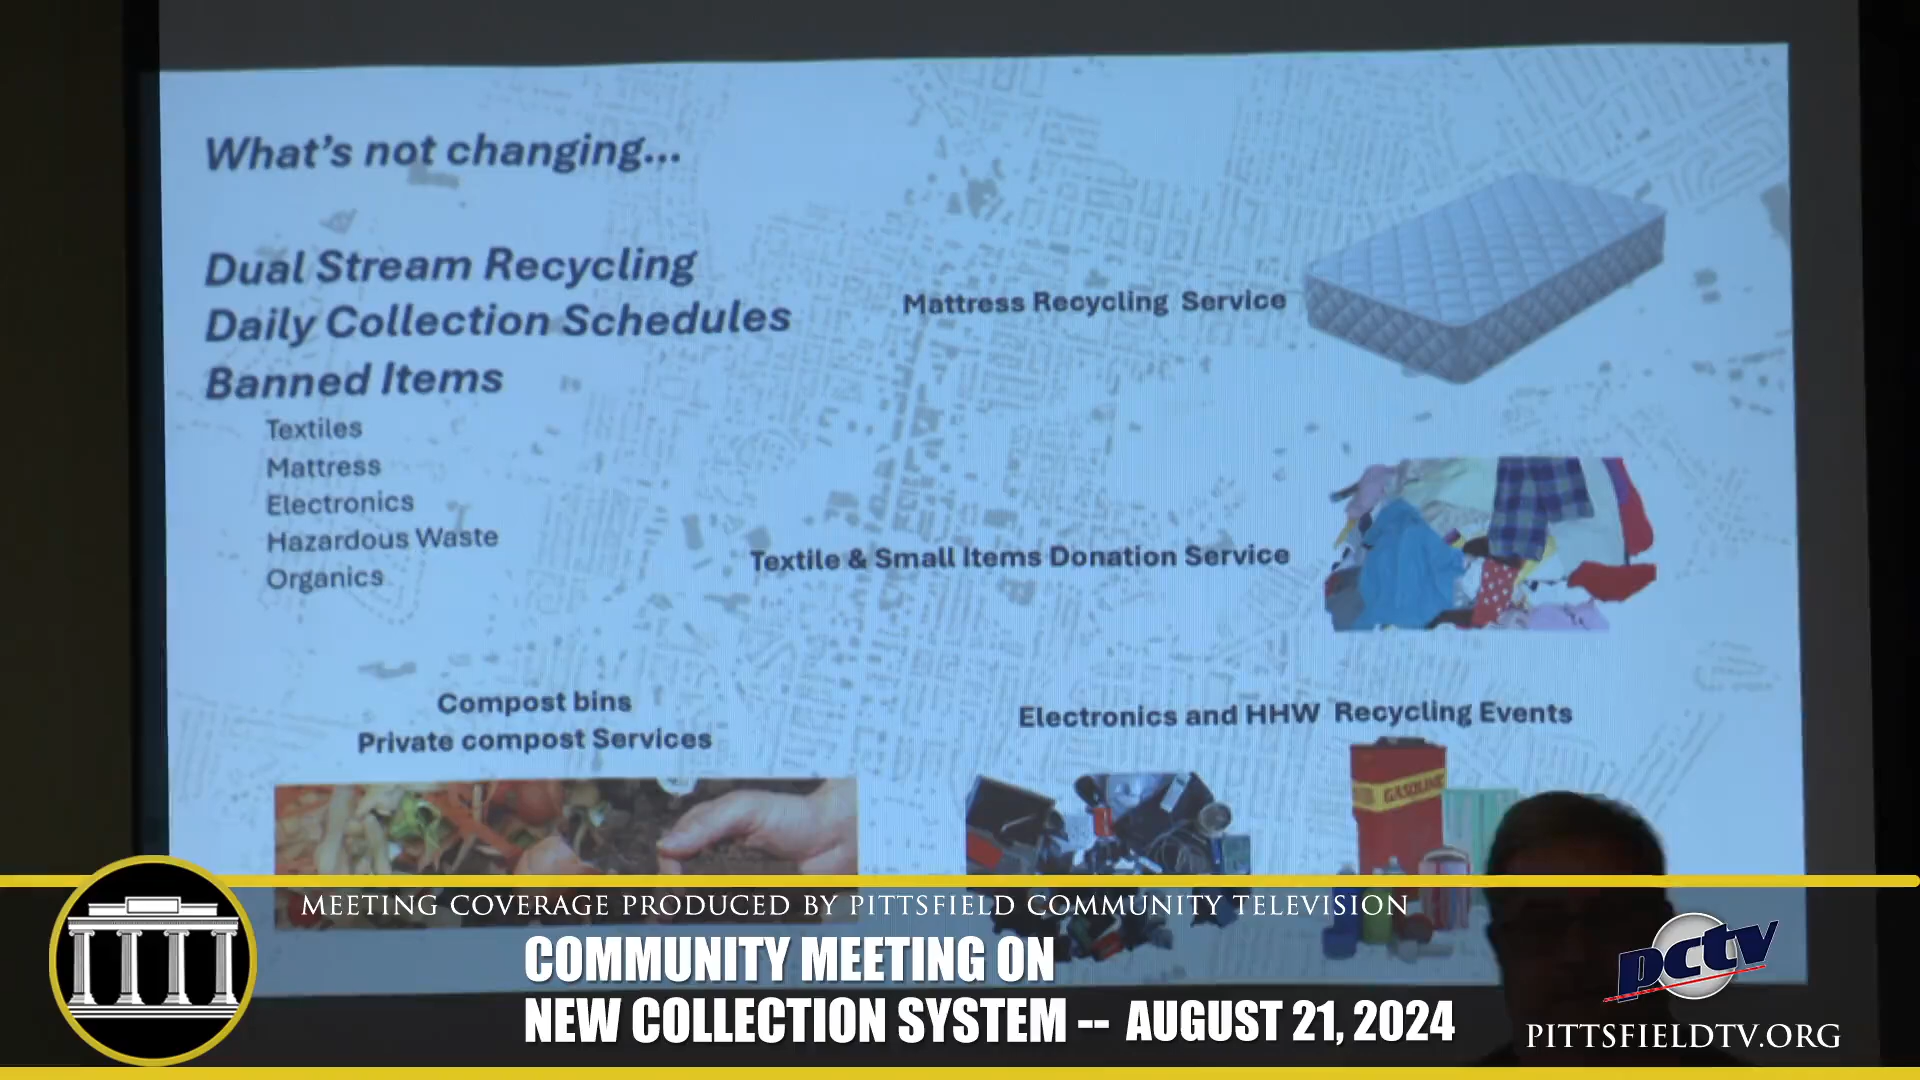 What's not changing...
Dual Stream Recycling
Daily Collection Schedules
Banned Items
Textiles
Mattress
Electronics
Hazardous Waste
Organics
Mattress Recycling Service
Textile & Small Items Donation Service
Compost bins
Private compost Services
Electronics and HHW Recycling Events
GASOLINE
MEETING COVERAGE PRODUCED BY PITTSFIELD COMMUNITY TELEVISION
COMMUNITY MEETING ON
NEW COLLECTION SYSTEM -- AUGUST 21, 2024
pctv
PITTSFIELDTV.ORG